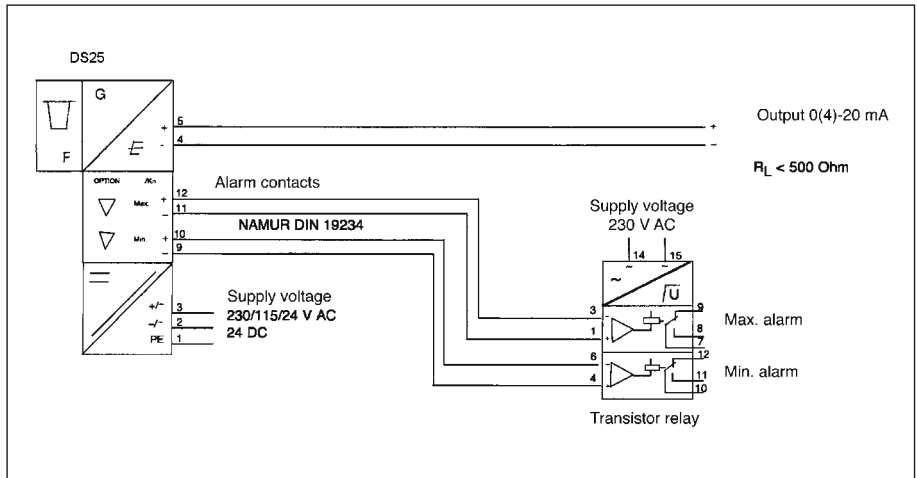 DS25
G
F
E
+ 5
- 4
+
−
Output 0(4)-20 mA
RL < 500 Ohm
OPTION /Kn
Max. + 12
− 11
Min. + 10
− 9
Alarm contacts
NAMUR DIN 19234
+/~ 3
−/~ 2
PE 1
Supply voltage
230/115/24 V AC
24 DC
Supply voltage
230 V AC
14 15
~ ~
~
√U
3 −
1 +
9
8
7
Max. alarm
6
4
12
11
10
Min. alarm
Transistor relay